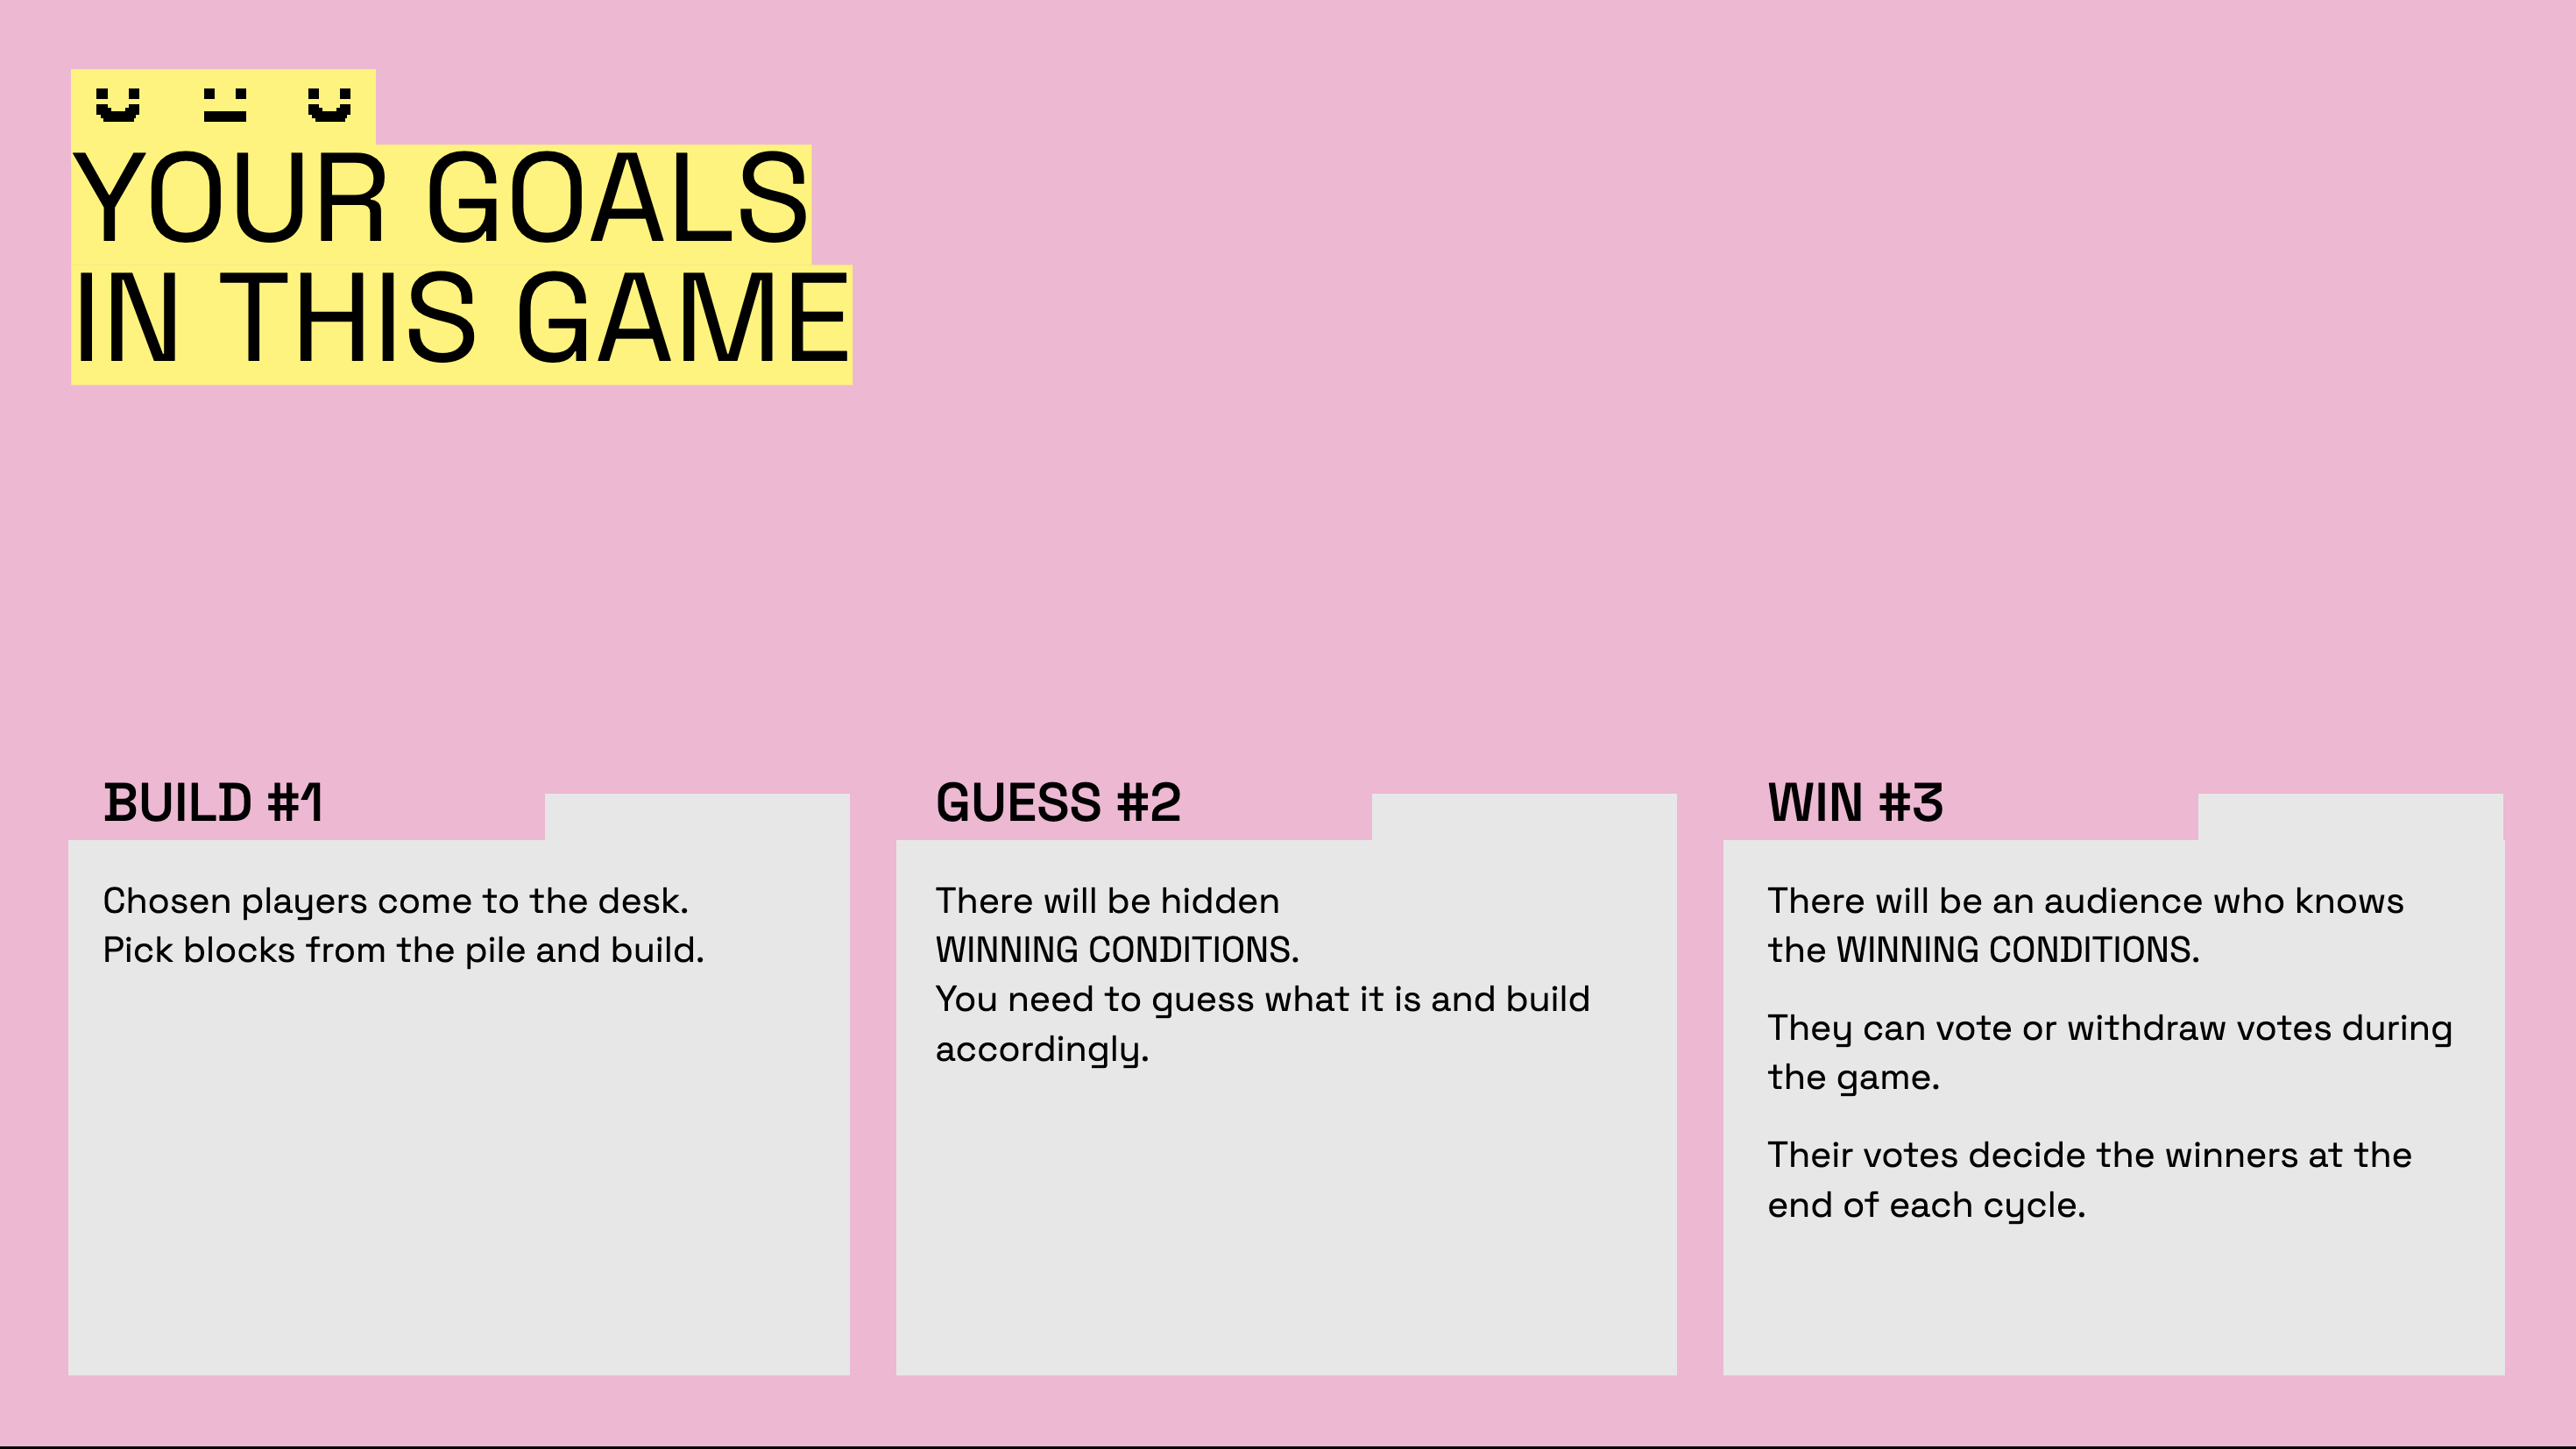 YOUR GOALS
IN THIS GAME
BUILD #1
Chosen players come to the desk.
Pick blocks from the pile and build.
GUESS #2
There will be hidden
WINNING CONDITIONS.
You need to guess what it is and build
accordingly.
WIN #3
There will be an audience who knows
the WINNING CONDITIONS.
They can vote or withdraw votes during
the game.
Their votes decide the winners at the
end of each cycle.